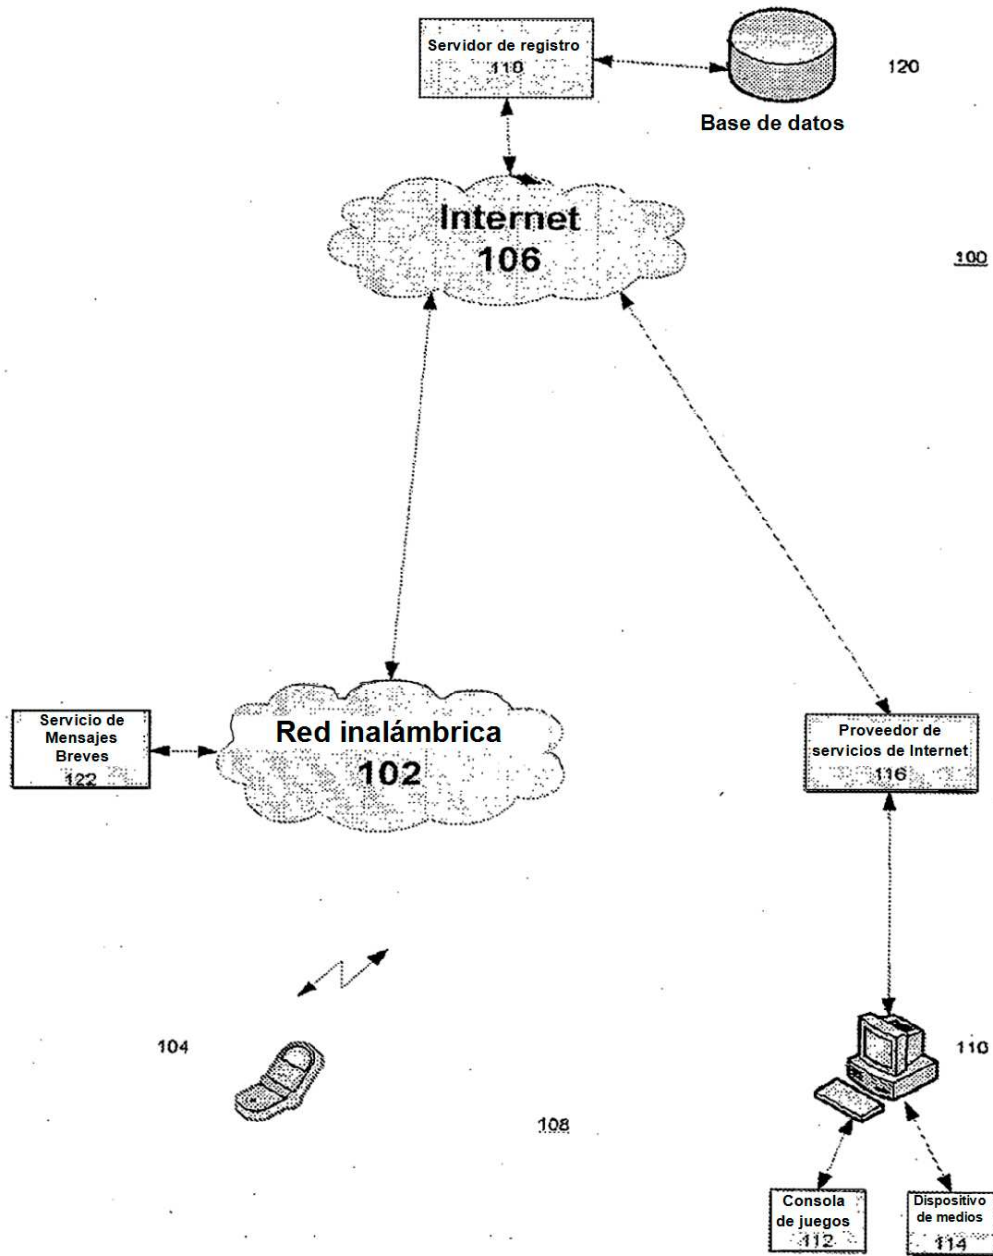 Servidor de registro
120
Base de datos
Internet
106
100
Servicio de
Mensajes
Breves
122
Red inalámbrica
102
Proveedor de
servicios de Internet
116
104
110
108
Consola
de juegos
112
Dispositivo
de medios
114